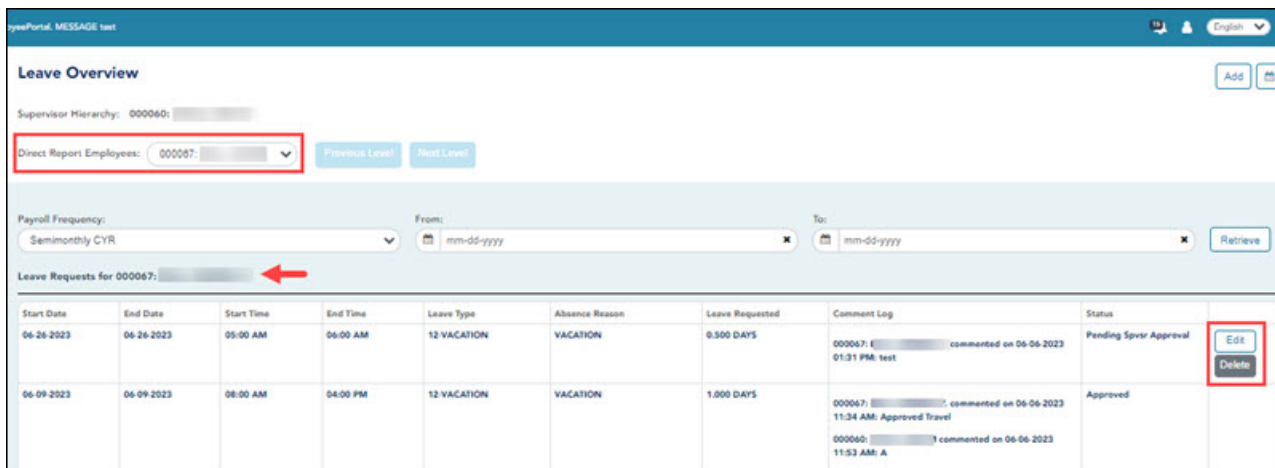 oyeePortal. MESSAGE test
15
English
Leave Overview
Add
Supervisor Hierarchy: 000060:
Direct Report Employees: 000067:
Previous Level Next Level
Payroll Frequency: From: To:
Semimonthly CYR mm-dd-yyyy mm-dd-yyyy Retrieve
Leave Requests for 000067:
Start Date End Date Start Time End Time Leave Type Absence Reason Leave Requested Comment Log Status
06-26-2023 06-26-2023 05:00 AM 06:00 AM 12-VACATION VACATION 0.500 DAYS Pending Spvsr Approval
000067: commented on 06-06-2023
01:31 PM: test
Edit
Delete
06-09-2023 06-09-2023 08:00 AM 04:00 PM 12-VACATION VACATION 1.000 DAYS Approved
000067: commented on 06-06-2023
11:34 AM: Approved Travel
000060: commented on 06-06-2023
11:53 AM: A